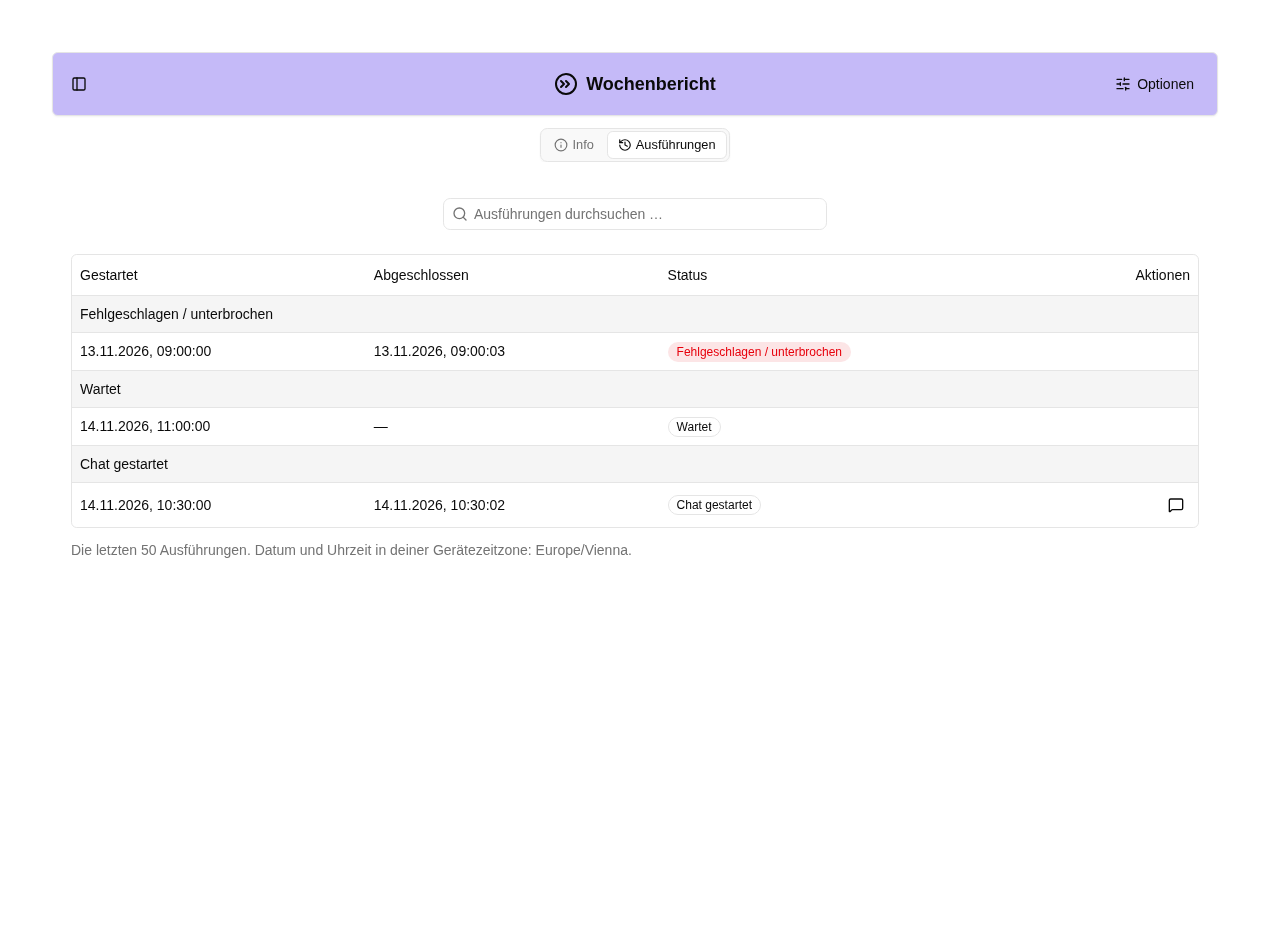 Wochenbericht
Optionen
Info
Ausführungen
Ausführungen durchsuchen …
Gestartet Abgeschlossen Status Aktionen
Fehlgeschlagen / unterbrochen
13.11.2026, 09:00:00 13.11.2026, 09:00:03 Fehlgeschlagen / unterbrochen
Wartet
14.11.2026, 11:00:00 — Wartet
Chat gestartet
14.11.2026, 10:30:00 14.11.2026, 10:30:02 Chat gestartet
Die letzten 50 Ausführungen. Datum und Uhrzeit in deiner Gerätezeitzone: Europe/Vienna.